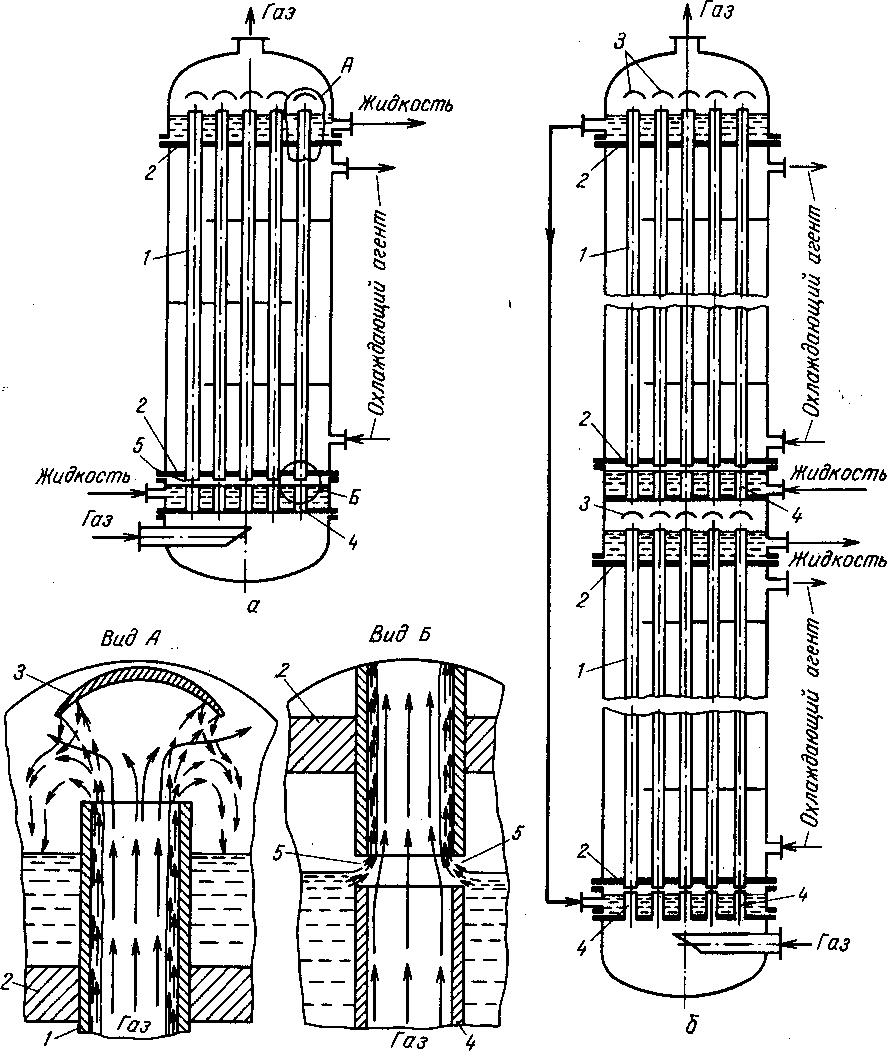 Газ
А
Жидкость
2
1
Охлаждающий агент
2
5
Жидкость
Б
Газ
4
а
Газ
3
2
1
Охлаждающий агент
2
Жидкость
4
3
Жидкость
2
1
Охлаждающий агент
2
4
4
Газ
б
Вид А
3
2
1
Газ
Вид Б
2
5
5
Газ
4